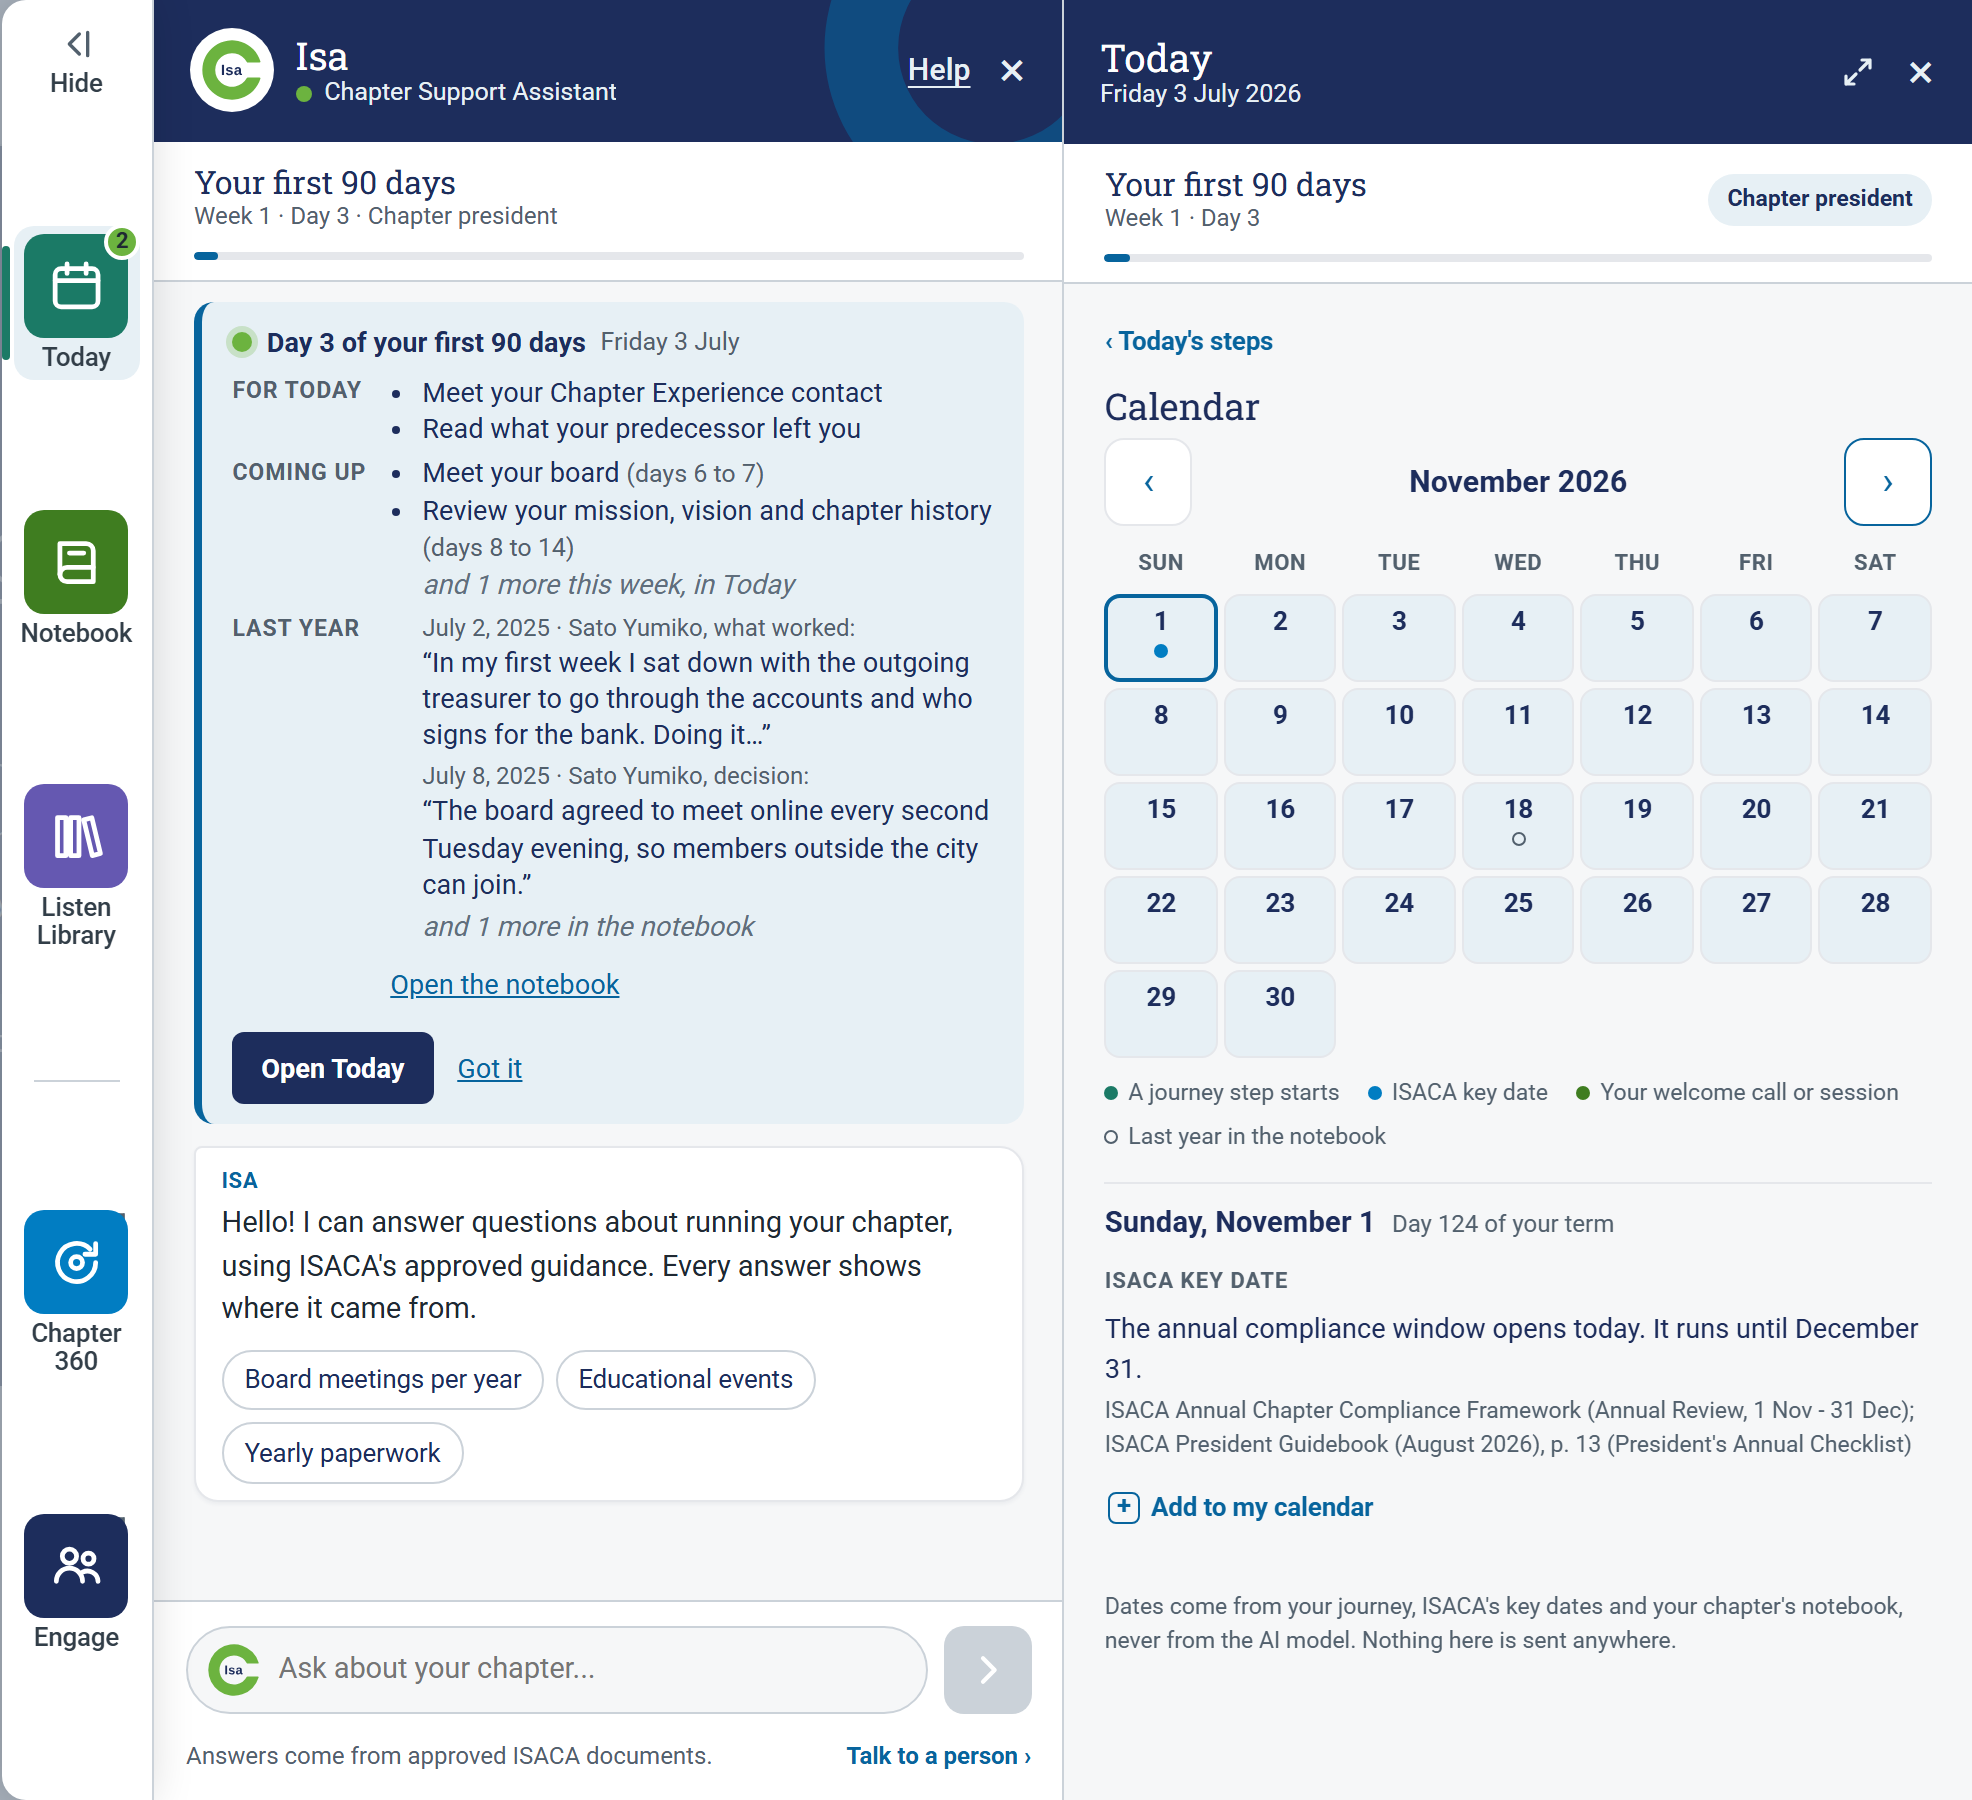 Hide
2
Today
Notebook
Listen
Library
Chapter
360
Engage
Isa
Isa
Chapter Support Assistant
Help
Your first 90 days
Week 1 · Day 3 · Chapter president
Day 3 of your first 90 days Friday 3 July
FOR TODAY
• Meet your Chapter Experience contact
• Read what your predecessor left you
COMING UP
• Meet your board (days 6 to 7)
• Review your mission, vision and chapter history
(days 8 to 14)
and 1 more this week, in Today
LAST YEAR
July 2, 2025 · Sato Yumiko, what worked:
“In my first week I sat down with the outgoing
treasurer to go through the accounts and who
signs for the bank. Doing it…”
July 8, 2025 · Sato Yumiko, decision:
“The board agreed to meet online every second
Tuesday evening, so members outside the city
can join.”
and 1 more in the notebook
Open the notebook
Open Today
Got it
ISA
Hello! I can answer questions about running your chapter,
using ISACA's approved guidance. Every answer shows
where it came from.
Board meetings per year
Educational events
Yearly paperwork
Isa
Ask about your chapter...
Answers come from approved ISACA documents.
Talk to a person ›
Today
Friday 3 July 2026
Your first 90 days
Week 1 · Day 3
Chapter president
‹ Today's steps
Calendar
‹ November 2026 ›
SUN MON TUE WED THU FRI SAT
1 2 3 4 5 6 7
8 9 10 11 12 13 14
15 16 17 18 19 20 21
22 23 24 25 26 27 28
29 30
A journey step starts
ISACA key date
Your welcome call or session
Last year in the notebook
Sunday, November 1 Day 124 of your term
ISACA KEY DATE
The annual compliance window opens today. It runs until December
31.
ISACA Annual Chapter Compliance Framework (Annual Review, 1 Nov - 31 Dec);
ISACA President Guidebook (August 2026), p. 13 (President's Annual Checklist)
+ Add to my calendar
Dates come from your journey, ISACA's key dates and your chapter's notebook,
never from the AI model. Nothing here is sent anywhere.